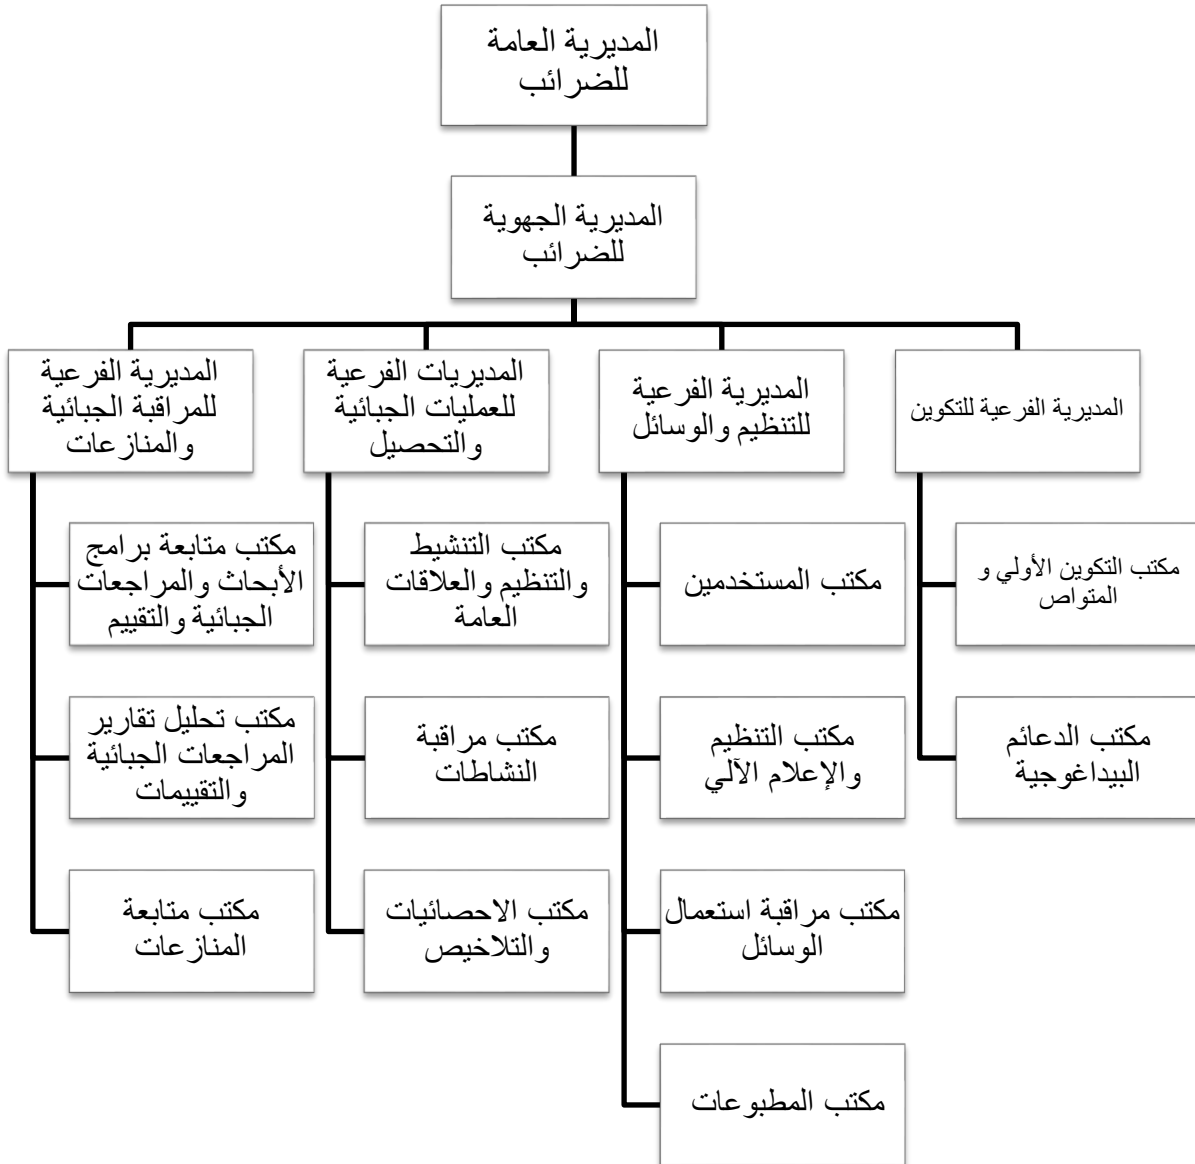 المديرية العامة
للضرائب
المديرية الجهوية
للضرائب
المديرية الفرعية للتكوين
مكتب التكوين الأولي و
المتواص
مكتب الدعائم
البيداغوجية
المديرية الفرعية
للتنظيم والوسائل
مكتب المستخدمين
مكتب التنظيم
والإعلام الآلي
مكتب مراقبة استعمال
الوسائل
مكتب المطبوعات
المديريات الفرعية
للعمليات الجبائية
والتحصيل
مكتب التنشيط
والتنظيم والعلاقات
العامة
مكتب مراقبة
النشاطات
مكتب الاحصائيات
والتلاخيص
المديرية الفرعية
للمراقبة الجبائية
والمنازعات
مكتب متابعة برامج
الأبحاث والمراجعات
الجبائية والتقييم
مكتب تحليل تقارير
المراجعات الجبائية
والتقييمات
مكتب متابعة
المنازعات